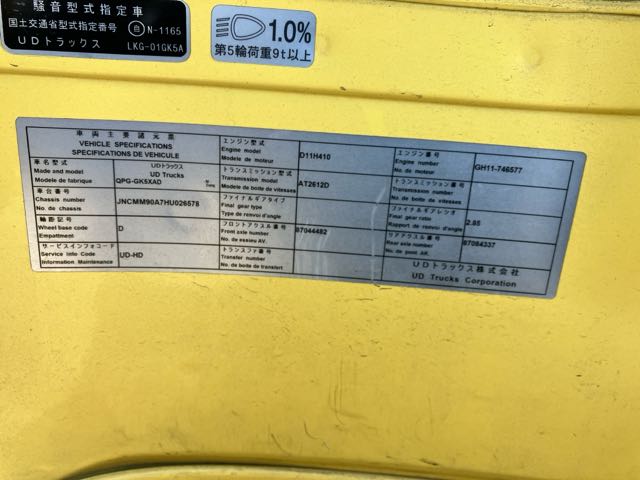 騒音型式指定車
国土交通省型式指定番号 自 N-1165
UDトラックス LKG-01GK5A
1.0%
第5輪荷重9t以上
車両主要諸元表
VEHICLE SPECIFICATIONS
SPECIFICATIONS DE VEHICULE
車名型式
Made and model
Modele de fabrique
UDトラックス
UD Trucks
QPG-GK5XAD
車台番号
Chassis number
No. de chassis
JNCMM90A7HU026578
軸距記号
Wheel base code
Empattement
D
サービスインフォコード
Service Info Code
Information Maintenance
UD-HD
エンジン型式
Engine model
Modele de moteur
D11H410
トランスミッション型式
Transmission model
Modele de boite de vitesses
AT2612D
ファイナルギアタイプ
Final gear type
Type de renvoi d'angle
フロントアクスル番号
Front axle number
No. de essieu AV.
87044482
トランスファ番号
Transfer number
No. de boite de transfert
エンジン番号
Engine number
No. de moteur
GH11-746577
トランスミッション番号
Transmission number
No. de boite de vitesses
ファイナルギアレシオ
Final gear ratio
Rapport de renvoi d'angle
2.85
リアアクスル番号
Rear axle number
No. de pont AR.
87084337
UDトラックス株式会社
UD Trucks Corporation